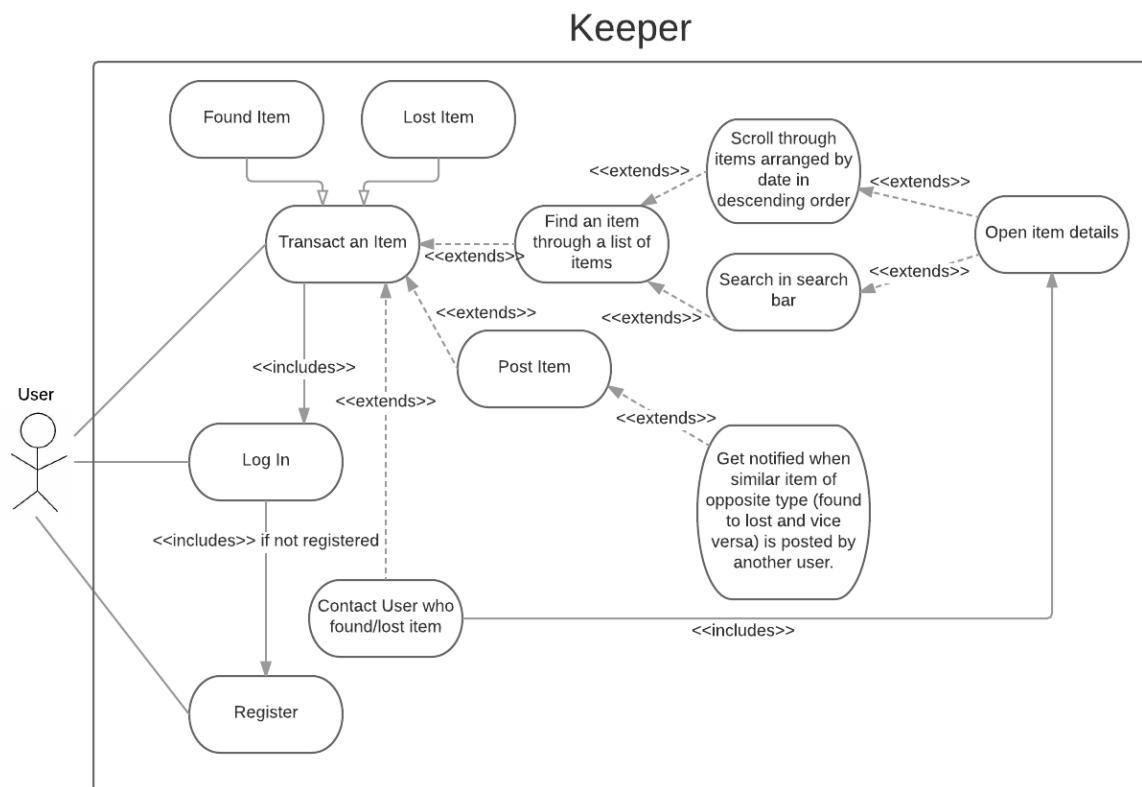 Keeper
Found Item
Lost Item
Scroll through
items arranged by
date in
descending order
<<extends>>
<<extends>>
Transact an Item
Find an item
through a list of
items
<<extends>>
Open item details
Search in search
bar
<<extends>>
<<extends>>
<<extends>>
Post Item
<<includes>>
<<extends>>
User
<<extends>>
Log In
Get notified when
similar item of
opposite type (found
to lost and vice
versa) is posted by
another user.
<<includes>> if not registered
Contact User who
found/lost item
<<includes>>
Register